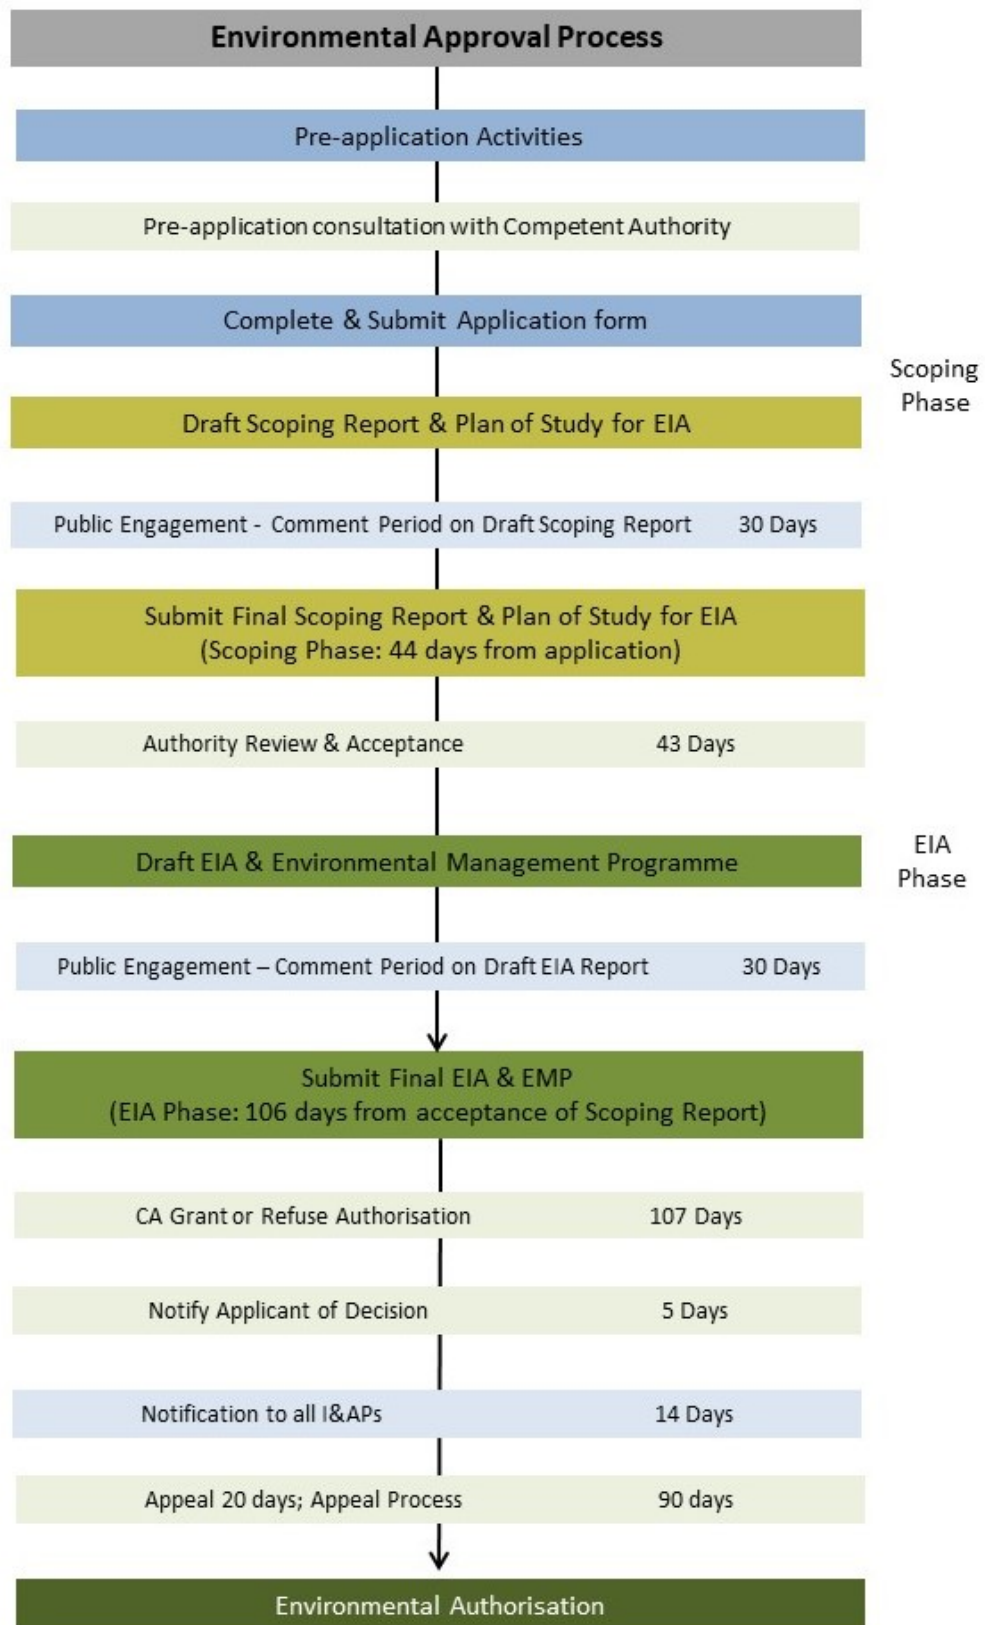 Environmental Approval Process
Pre-application Activities
Pre-application consultation with Competent Authority
Complete & Submit Application form
Scoping
Phase
Draft Scoping Report & Plan of Study for EIA
Public Engagement - Comment Period on Draft Scoping Report 30 Days
Submit Final Scoping Report & Plan of Study for EIA
(Scoping Phase: 44 days from application)
Authority Review & Acceptance 43 Days
EIA
Phase
Draft EIA & Environmental Management Programme
Public Engagement – Comment Period on Draft EIA Report 30 Days
Submit Final EIA & EMP
(EIA Phase: 106 days from acceptance of Scoping Report)
CA Grant or Refuse Authorisation 107 Days
Notify Applicant of Decision 5 Days
Notification to all I&APs 14 Days
Appeal 20 days; Appeal Process 90 days
Environmental Authorisation